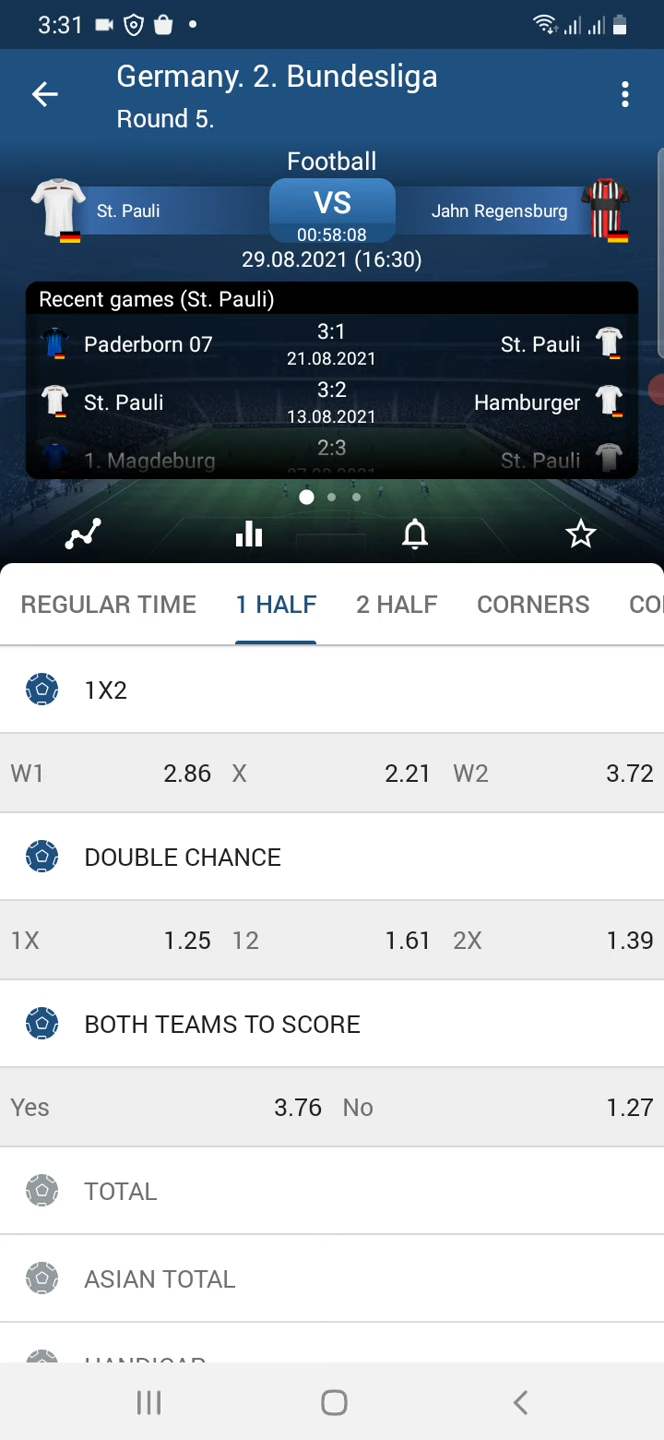 3:31
Germany. 2. Bundesliga
Round 5.
Football
St. Pauli VS Jahn Regensburg
00:58:08
29.08.2021 (16:30)
Recent games (St. Pauli)
Paderborn 07 3:1 St. Pauli
21.08.2021
St. Pauli 3:2 Hamburger
13.08.2021
1. Magdeburg 2:3 St. Pauli
REGULAR TIME 1 HALF 2 HALF CORNERS
1X2
W1 2.86 X 2.21 W2 3.72
DOUBLE CHANCE
1X 1.25 12 1.61 2X 1.39
BOTH TEAMS TO SCORE
Yes 3.76 No 1.27
TOTAL
ASIAN TOTAL
HANDICAP